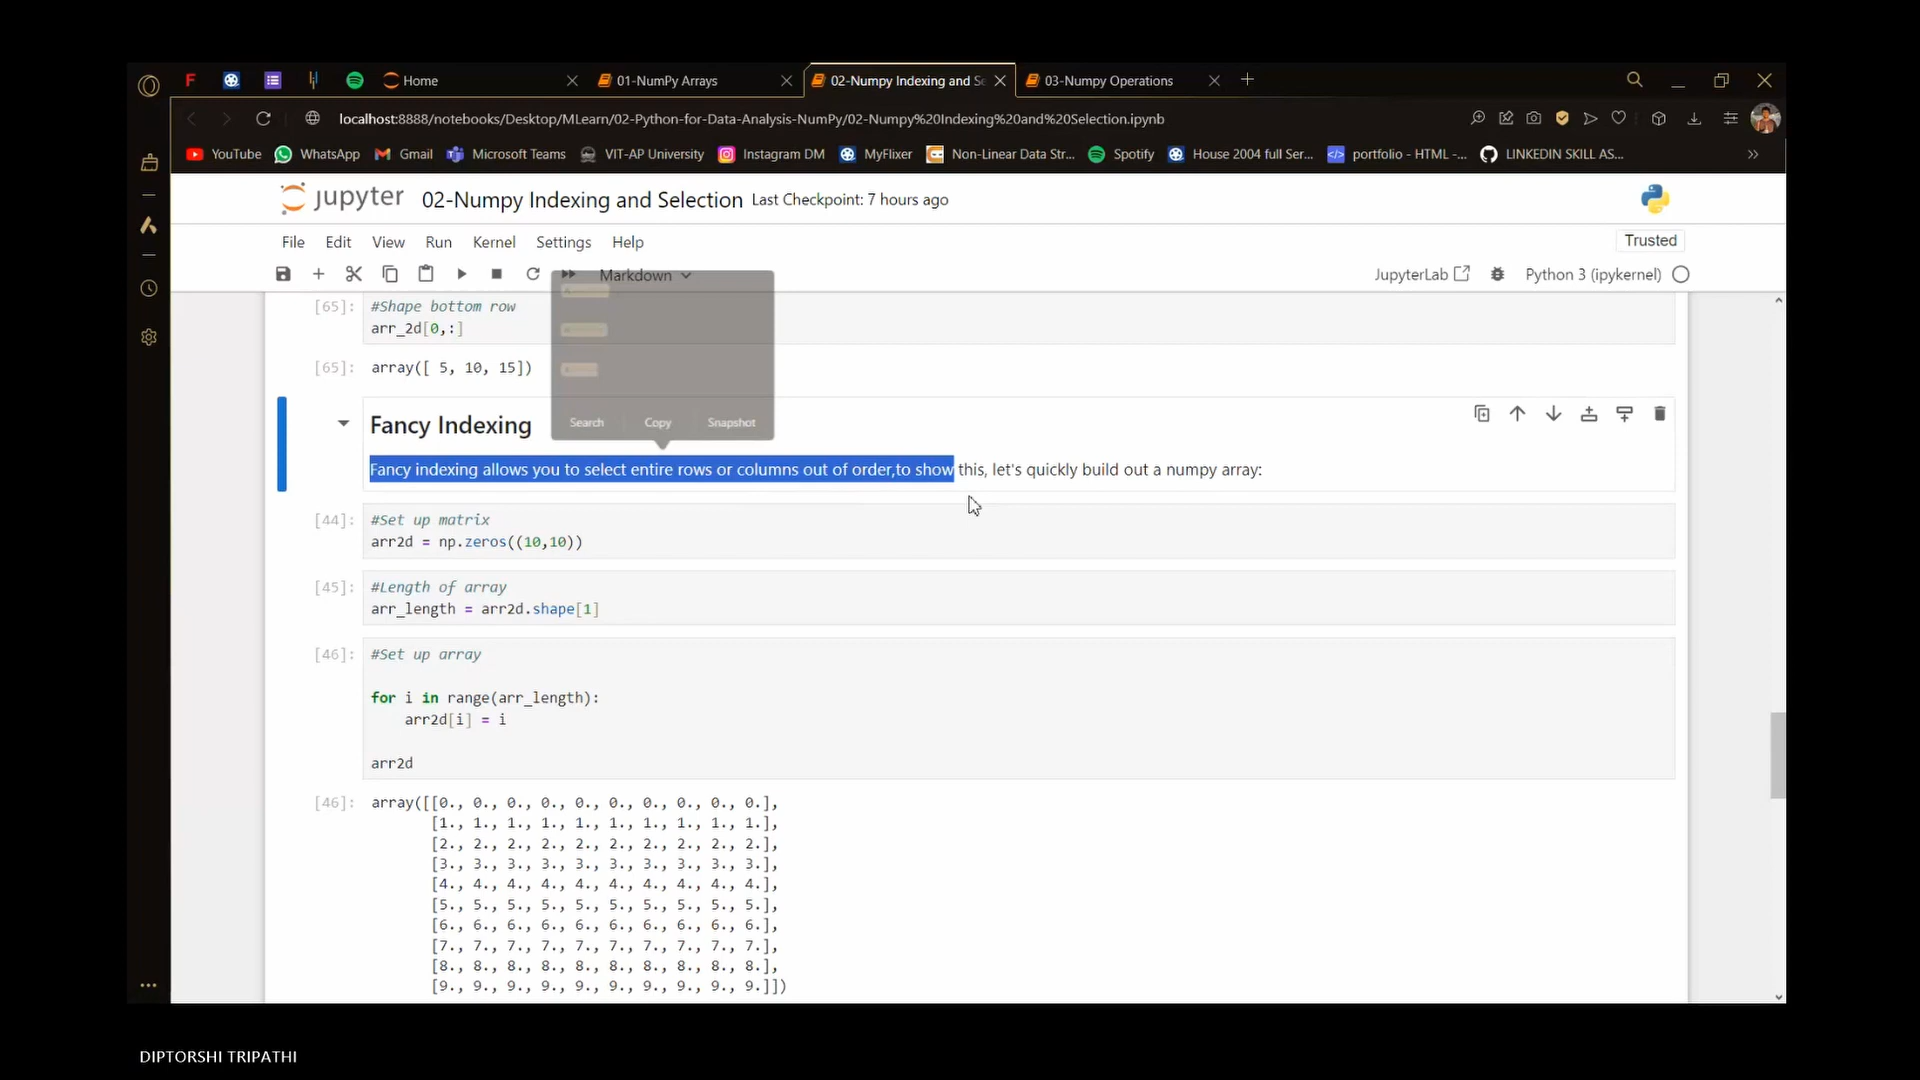 F
Home
01-NumPy Arrays
02-Numpy Indexing and Se
03-Numpy Operations
localhost:8888/notebooks/Desktop/MLearn/02-Python-for-Data-Analysis-NumPy/02-Numpy%20Indexing%20and%20Selection.ipynb
YouTube
WhatsApp
Gmail
Microsoft Teams
VIT-AP University
Instagram DM
MyFlixer
Non-Linear Data Str...
Spotify
House 2004 full Ser...
portfolio - HTML -...
LINKEDIN SKILL AS...
jupyter
02-Numpy Indexing and Selection
Last Checkpoint: 7 hours ago
File Edit View Run Kernel Settings Help
Trusted
Markdown
JupyterLab
Python 3 (ipykernel)
[65]:
#Shape bottom row
arr_2d[0,:]
[65]:
array([ 5, 10, 15])
Search Copy Snapshot
Fancy Indexing
Fancy indexing allows you to select entire rows or columns out of order,to show this, let's quickly build out a numpy array:
[44]:
#Set up matrix
arr2d = np.zeros((10,10))
[45]:
#Length of array
arr_length = arr2d.shape[1]
[46]:
#Set up array
for i in range(arr_length):
arr2d[i] = i
arr2d
[46]:
array([[0., 0., 0., 0., 0., 0., 0., 0., 0., 0.],
[1., 1., 1., 1., 1., 1., 1., 1., 1., 1.],
[2., 2., 2., 2., 2., 2., 2., 2., 2., 2.],
[3., 3., 3., 3., 3., 3., 3., 3., 3., 3.],
[4., 4., 4., 4., 4., 4., 4., 4., 4., 4.],
[5., 5., 5., 5., 5., 5., 5., 5., 5., 5.],
[6., 6., 6., 6., 6., 6., 6., 6., 6., 6.],
[7., 7., 7., 7., 7., 7., 7., 7., 7., 7.],
[8., 8., 8., 8., 8., 8., 8., 8., 8., 8.],
[9., 9., 9., 9., 9., 9., 9., 9., 9., 9.]])
DIPTORSHI TRIPATHI